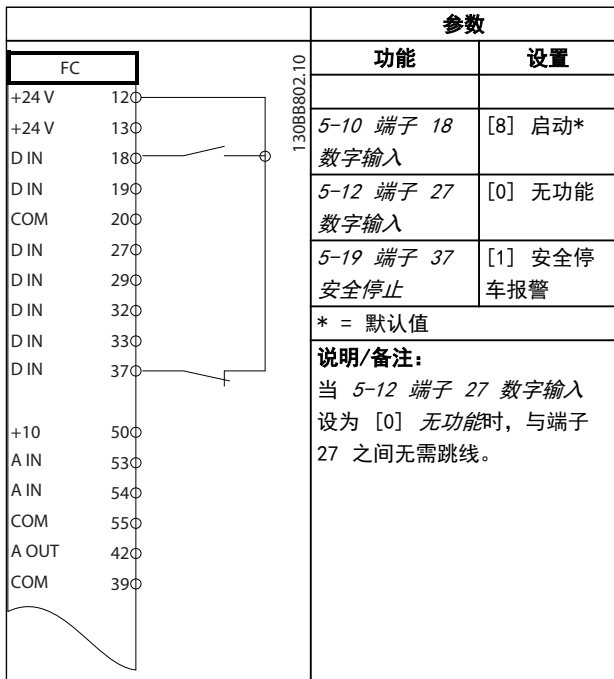 FC
+24 V 12
+24 V 13
D IN 18
D IN 19
COM 20
D IN 27
D IN 29
D IN 32
D IN 33
D IN 37
+10 50
A IN 53
A IN 54
COM 55
A OUT 42
COM 39
130BB802.10
参数
功能 设置
5-10 端子 18 [8] 启动*
数字输入
5-12 端子 27 [0] 无功能
数字输入
5-19 端子 37 [1] 安全停
安全停止 车报警
* = 默认值
说明/备注:
当 5-12 端子 27 数字输入
设为 [0] 无功能时, 与端子
27 之间无需跳线。